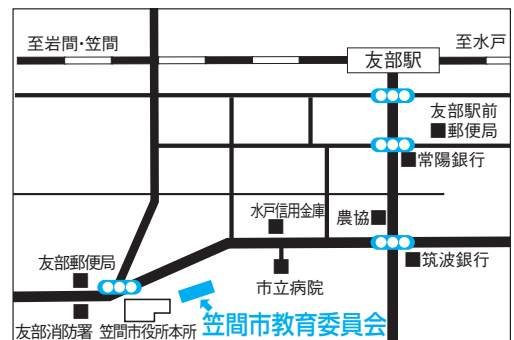 至岩間・笠間
友部駅
至水戸
友部駅前
郵便局
常陽銀行
水戸信用金庫
農協
友部郵便局
市立病院
筑波銀行
友部消防署
笠間市役所本所
笠間市教育委員会